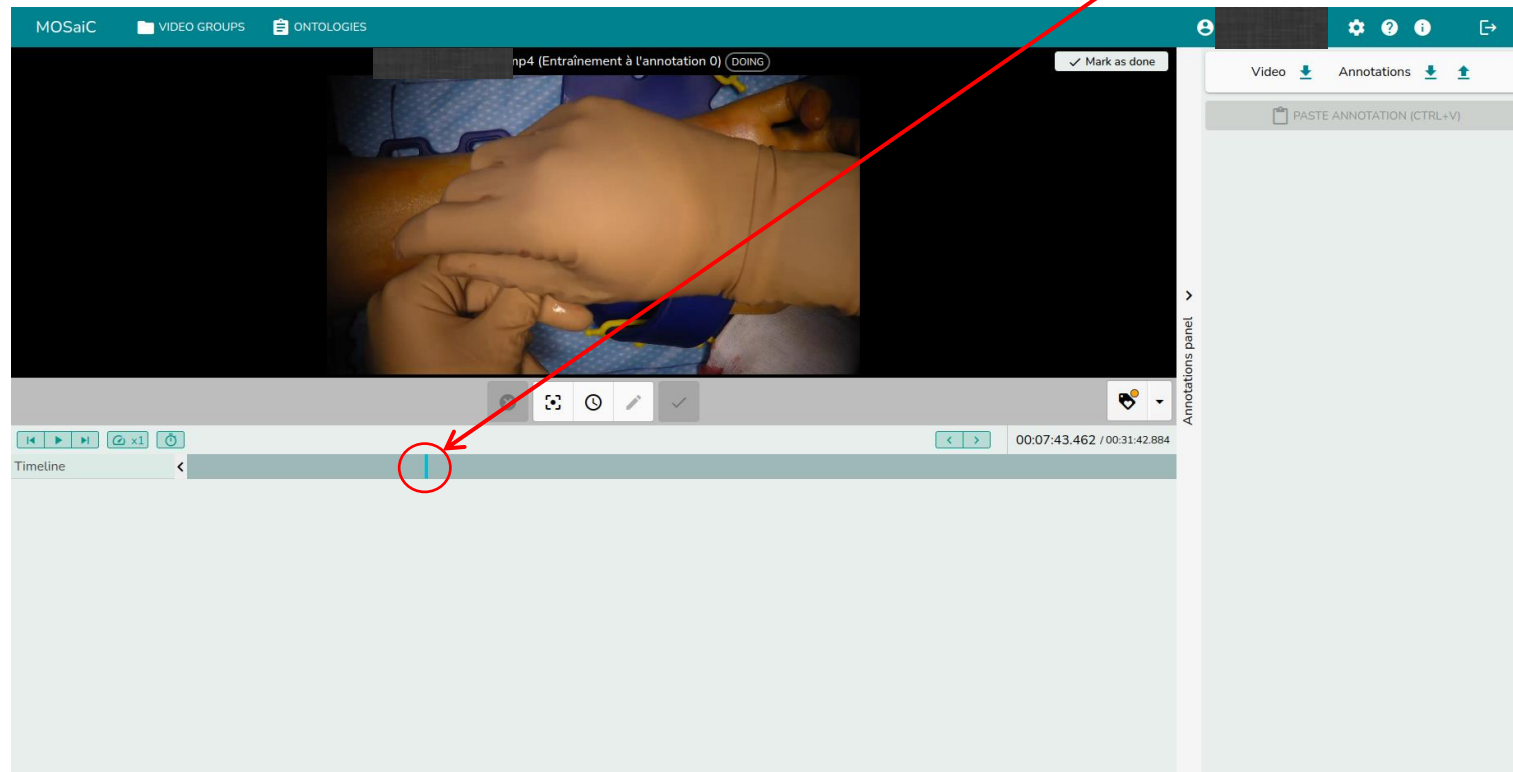 MOSaiC VIDEO GROUPS ONTOLOGIES
mp4 (Entraînement à l'annotation 0) DOING
Mark as done
Video Annotations
PASTE ANNOTATION (CTRL+V)
Annotations panel
x1
00:07:43.462 / 00:31:42.884
Timeline